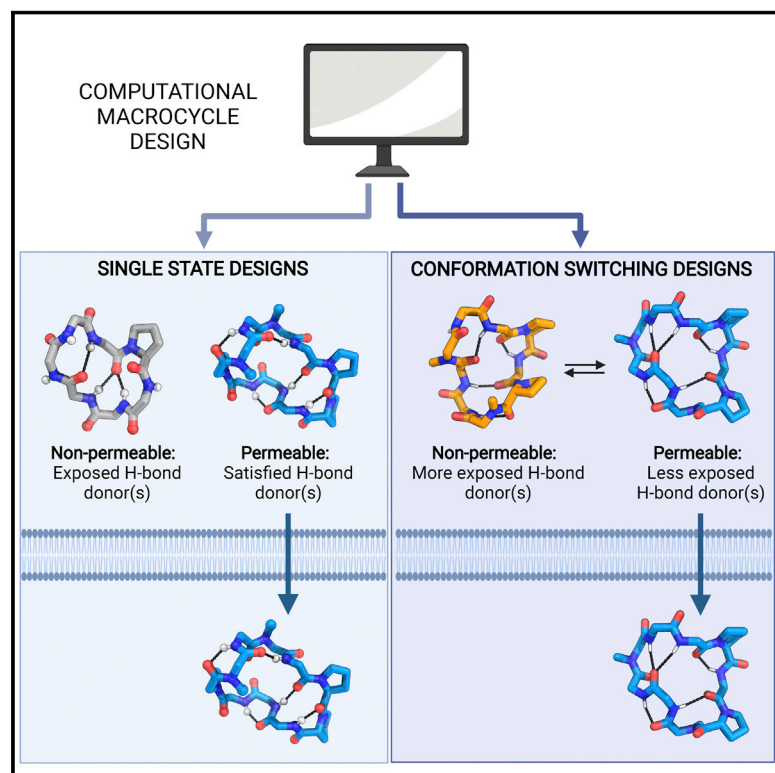 COMPUTATIONAL
MACROCYCLE
DESIGN
SINGLE STATE DESIGNS
Non-permeable:
Exposed H-bond
donor(s)
Permeable:
Satisfied H-bond
donor(s)
CONFORMATION SWITCHING DESIGNS
Non-permeable:
More exposed H-bond
donor(s)
Permeable:
Less exposed
H-bond donor(s)